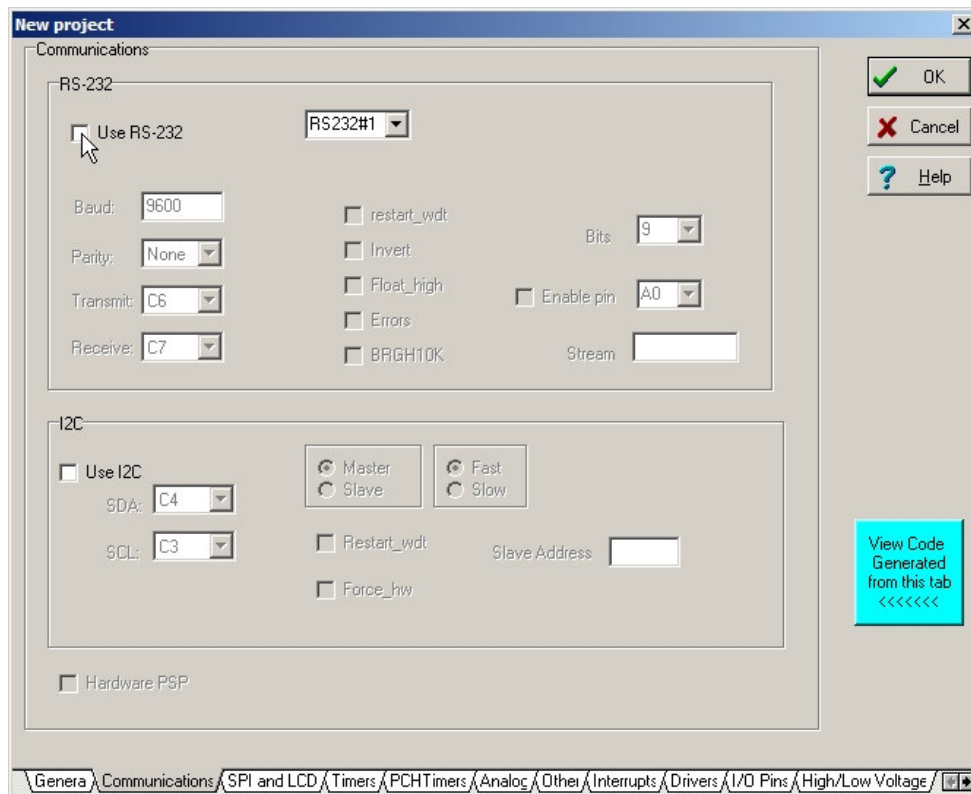 New project
Communications
RS-232
Use RS-232
RS232#1
Baud: 9600
Parity: None
Transmit: C6
Receive: C7
restart_wdt
Invert
Float_high
Errors
BRGH10K
Bits 9
Enable pin A0
Stream
I2C
Use I2C
SDA: C4
SCL: C3
Master
Slave
Fast
Slow
Restart_wdt
Force_hw
Slave Address
Hardware PSP
OK
Cancel
Help
View Code
Generated
from this tab
<<<<<<<
Genera Communications SPI and LCD Timers PCHTimers Analog Other Interrupts Drivers I/O Pins High/Low Voltage